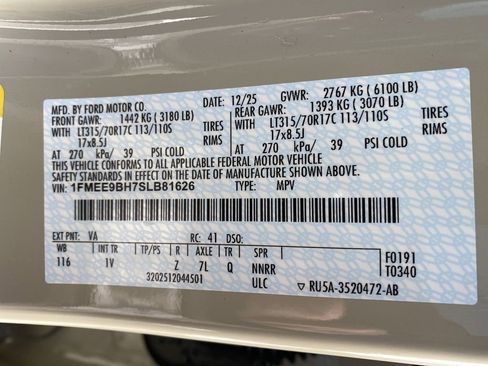 MFD. BY FORD MOTOR CO.
DATE: 12/25 GVWR: 2767 KG ( 6100 LB)
FRONT GAWR: 1442 KG ( 3180 LB) REAR GAWR: 1393 KG ( 3070 LB)
WITH LT315/70R17C 113/110S TIRES WITH LT315/70R17C 113/110S TIRES
17x8.5J RIMS 17x8.5J RIMS
AT 270 kPa/ 39 PSI COLD AT 270 kPa/ 39 PSI COLD
THIS VEHICLE CONFORMS TO ALL APPLICABLE FEDERAL MOTOR VEHICLE
SAFETY STANDARDS IN EFFECT ON THE DATE OF MANUFACTURE SHOWN ABOVE.
VIN: 1FMEE9BH7SLB81626 TYPE: MPV
EXT PNT: VA RC: 41 DSO:
WB INT TR TP/PS R AXLE TR SPR
116 1V Z 7L Q NNRR
F0191
T0340
3202512044501 ULC ▽ RU5A-3520472-AB